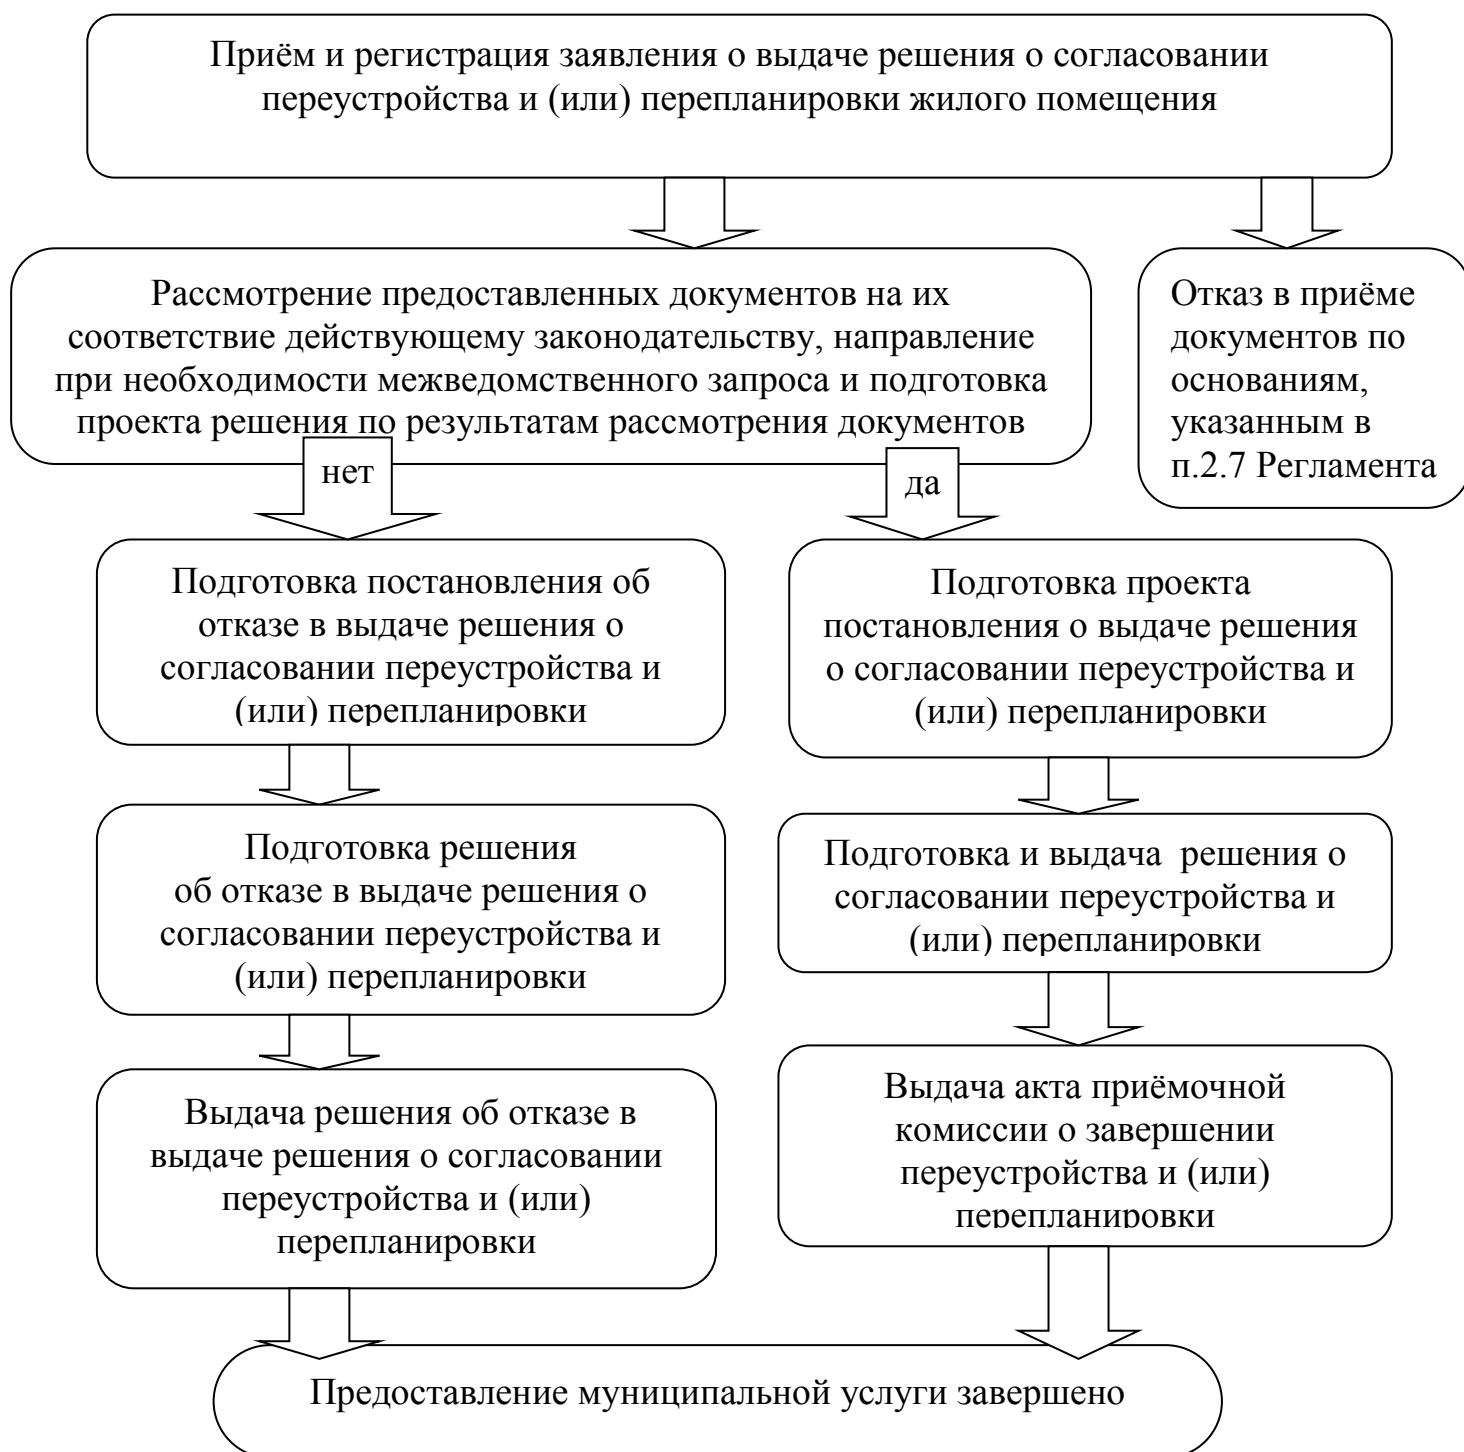 Приём и регистрация заявления о выдаче решения о согласовании
переустройства и (или) перепланировки жилого помещения
Рассмотрение предоставленных документов на их
соответствие действующему законодательству, направление
при необходимости межведомственного запроса и подготовка
проекта решения по результатам рассмотрения документов
Отказ в приёме
документов по
основаниям,
указанным в
п.2.7 Регламента
нет
да
Подготовка постановления об
отказе в выдаче решения о
согласовании переустройства и
(или) перепланировки
Подготовка проекта
постановления о выдаче решения
о согласовании переустройства и
(или) перепланировки
Подготовка решения
об отказе в выдаче решения о
согласовании переустройства и
(или) перепланировки
Подготовка и выдача  решения о
согласовании переустройства и
(или) перепланировки
Выдача решения об отказе в
выдаче решения о согласовании
переустройства и (или)
перепланировки
Выдача акта приёмочной
комиссии о завершении
переустройства и (или)
перепланировки
Предоставление муниципальной услуги завершено